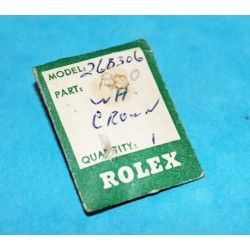 MODEL: 268306
PART:
WH.
CROWN
QUANTITY: 1
ROLEX